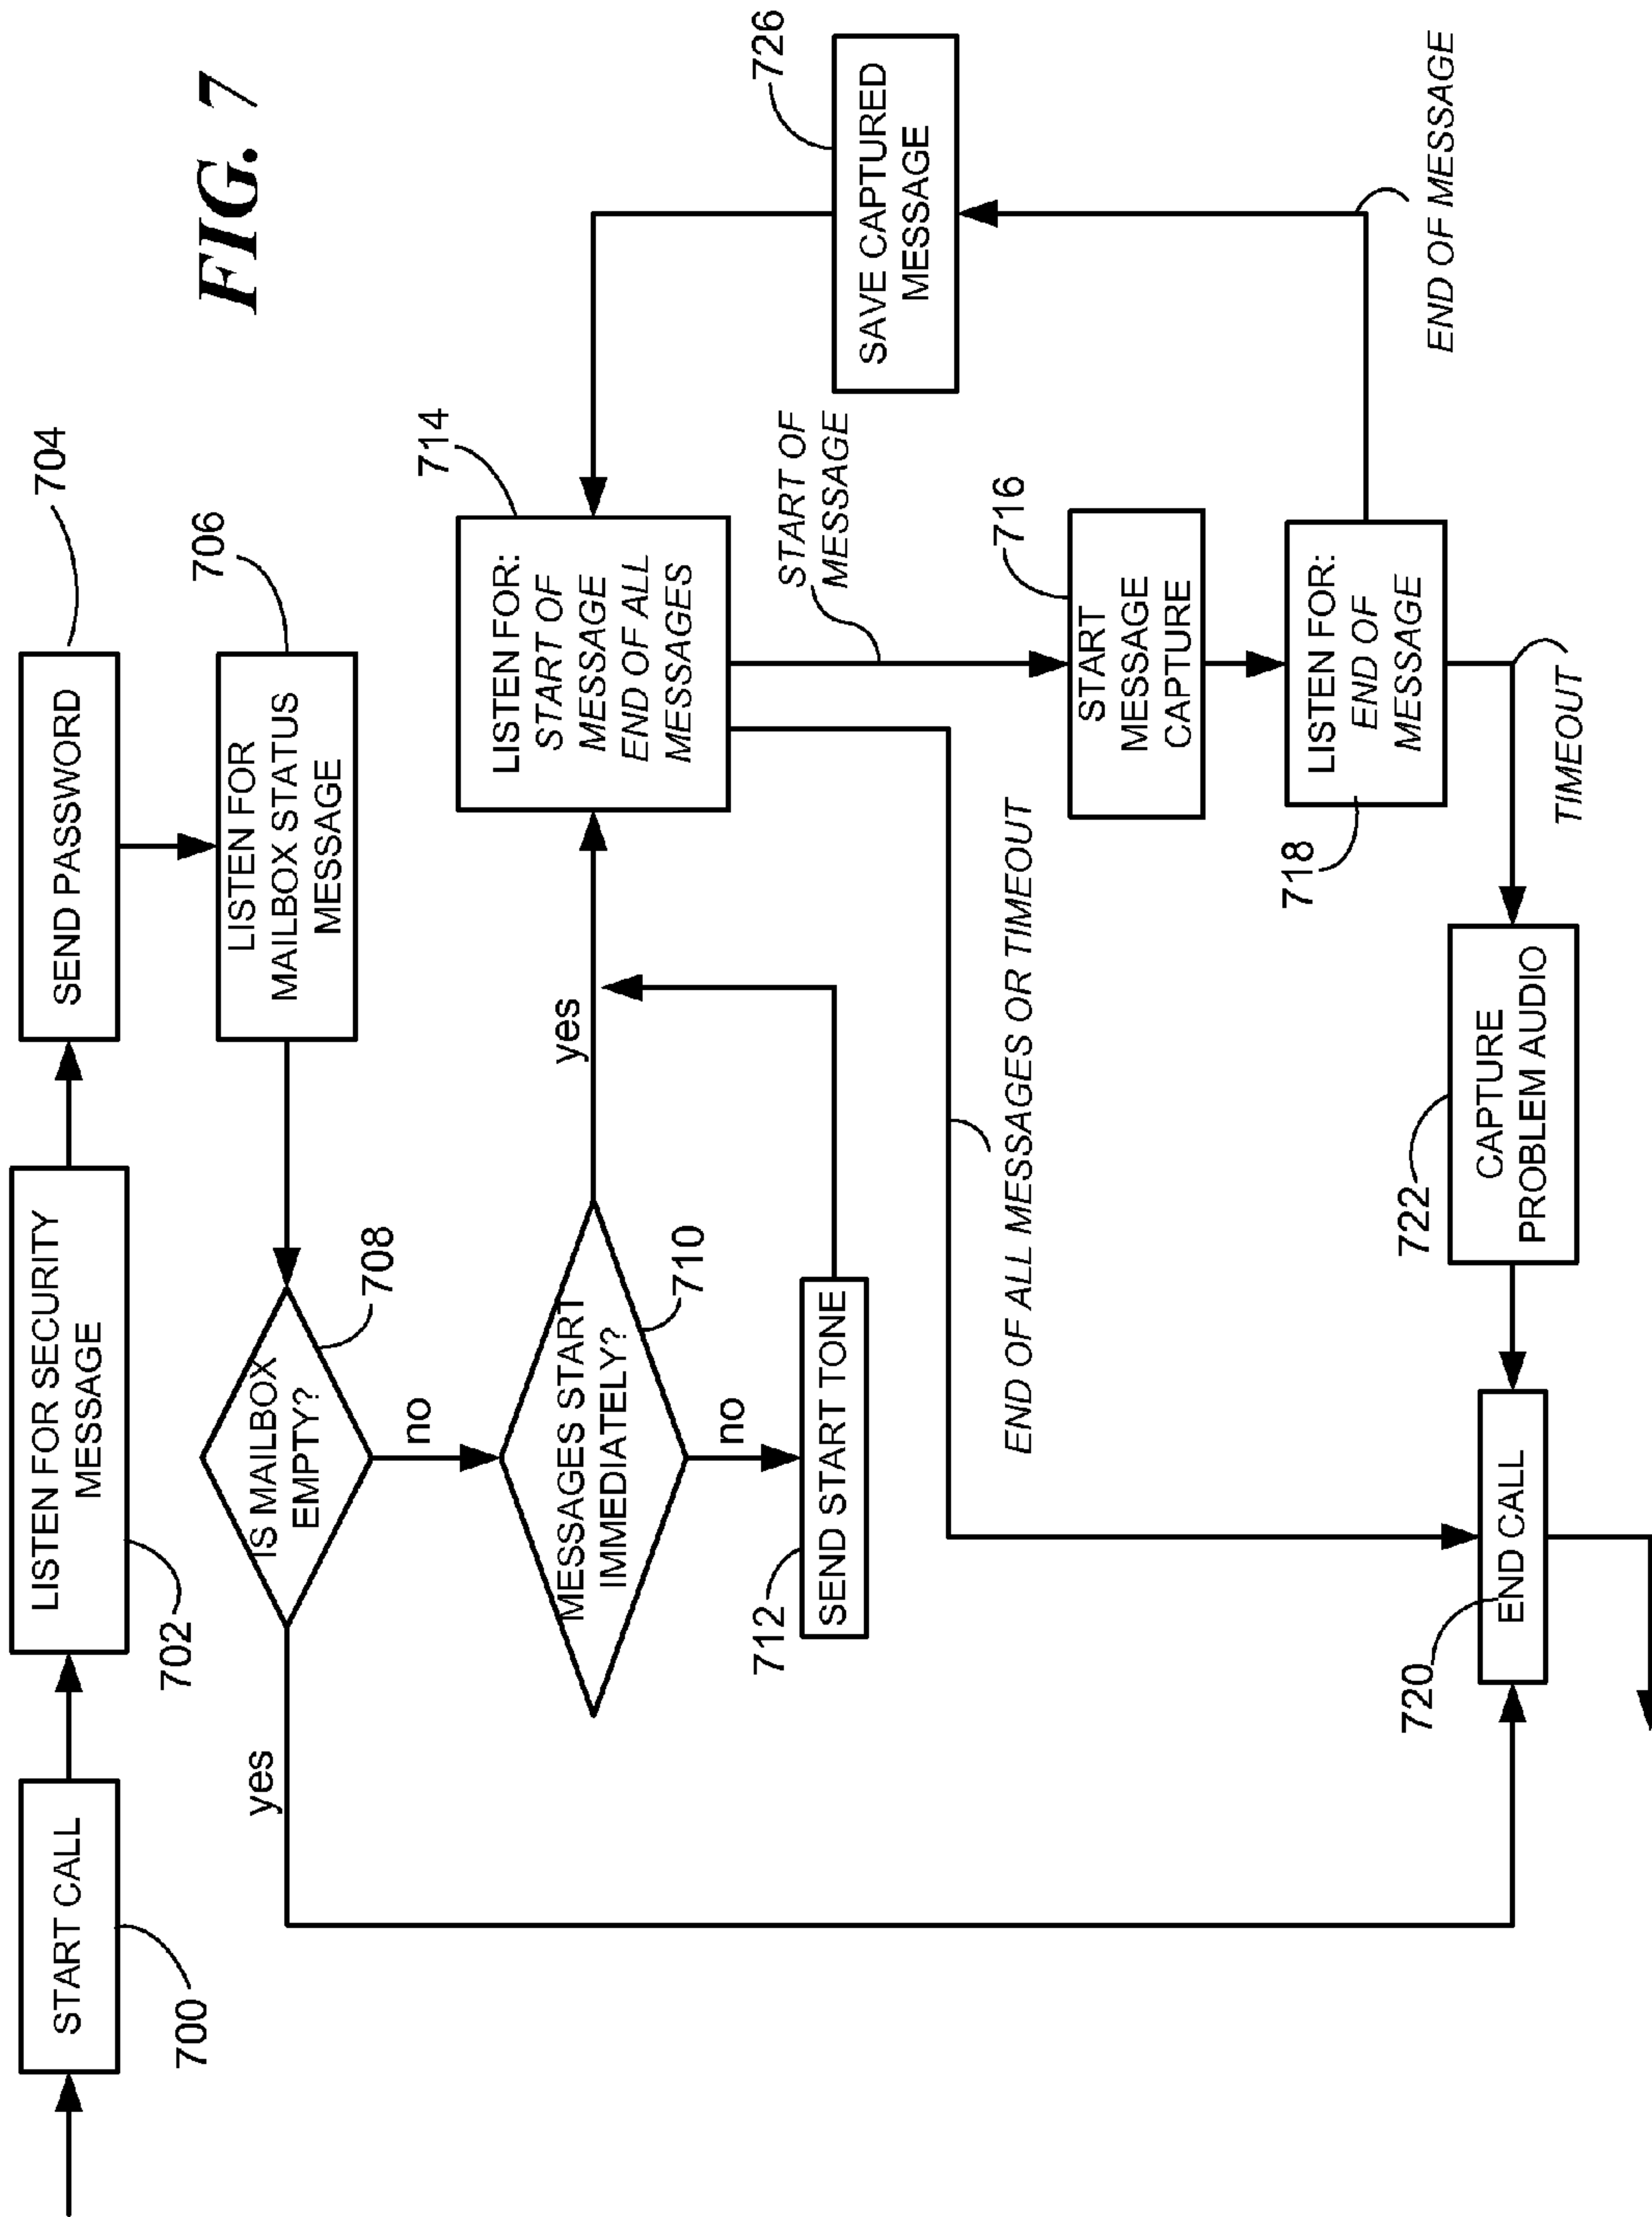 FIG. 7
START CALL
700
LISTEN FOR SECURITY
MESSAGE
702
SEND PASSWORD
704
LISTEN FOR
MAILBOX STATUS
MESSAGE
706
IS MAILBOX
EMPTY?
708
yes
no
MESSAGES START
IMMEDIATELY?
710
yes
no
712
SEND START TONE
LISTEN FOR:
START OF
MESSAGE
END OF ALL
MESSAGES
714
START OF
MESSAGE
END OF ALL MESSAGES OR TIMEOUT
START
MESSAGE
CAPTURE
716
LISTEN FOR:
END OF
MESSAGE
718
END OF MESSAGE
SAVE CAPTURED
MESSAGE
726
TIMEOUT
CAPTURE
PROBLEM AUDIO
722
END CALL
720